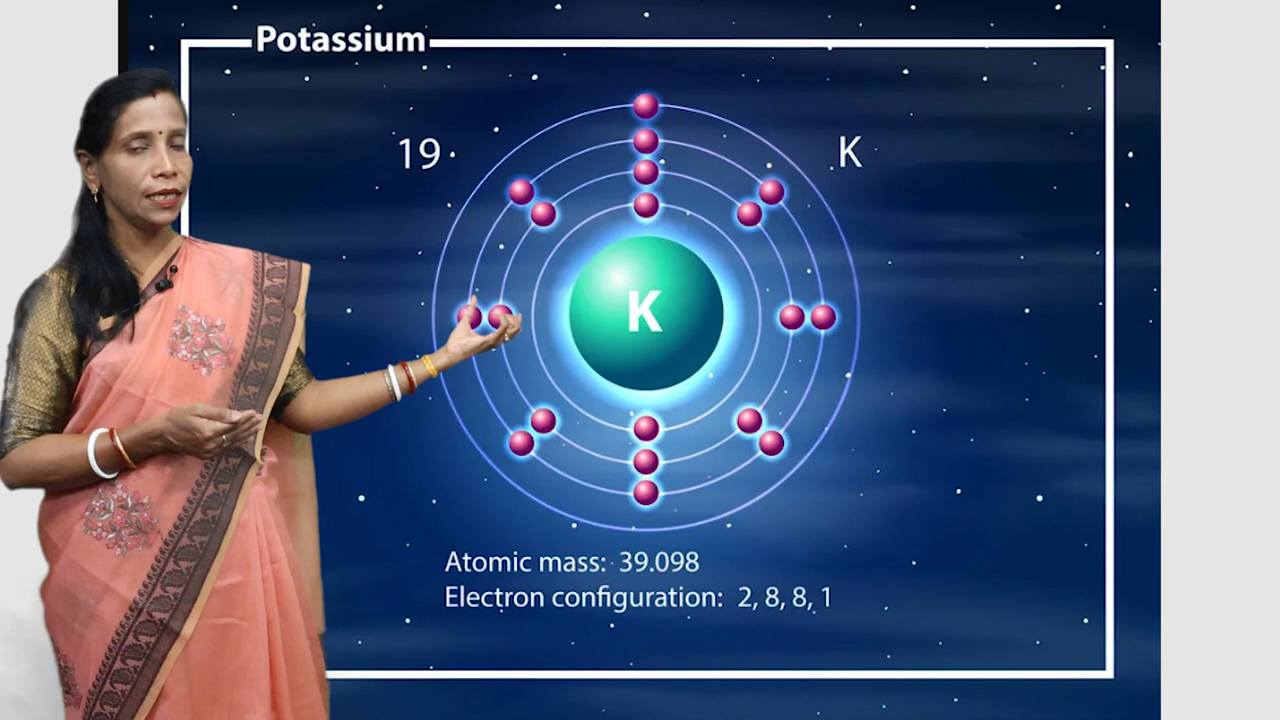 Potassium
19
K
K
Atomic mass: 39.098
Electron configuration: 2, 8, 8, 1